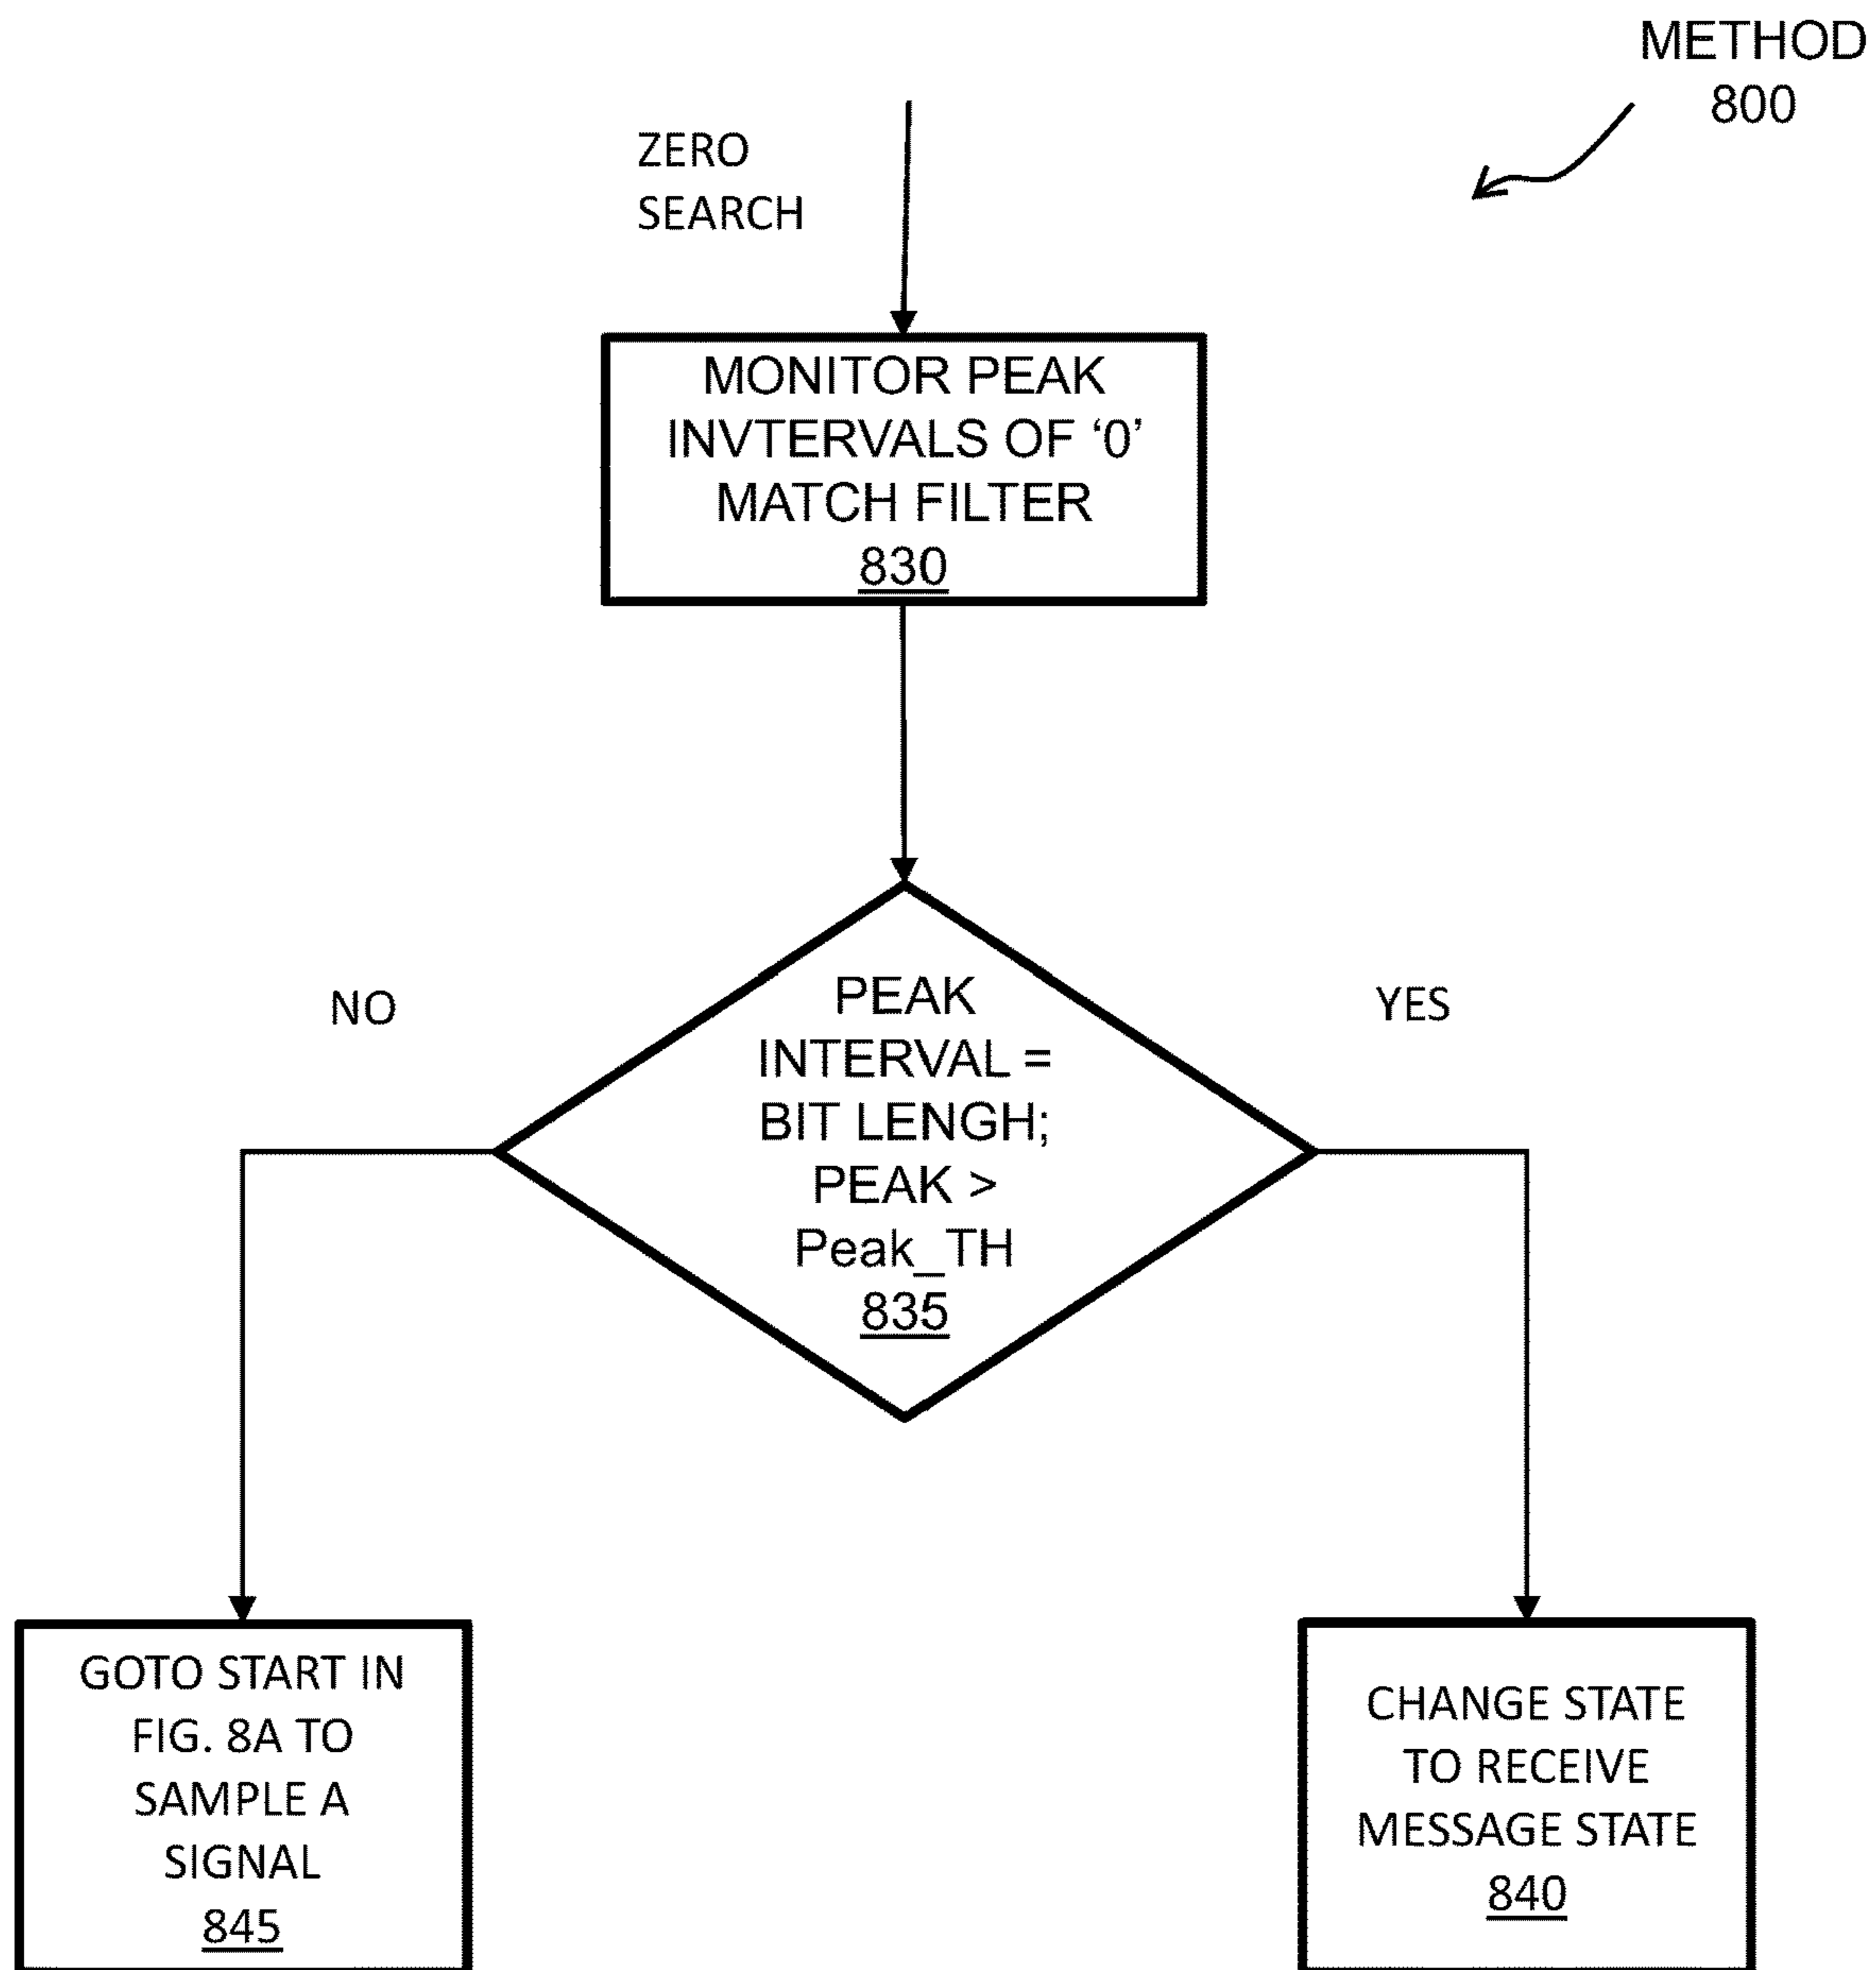 METHOD
800
ZERO
SEARCH
MONITOR PEAK
INVTERVALS OF ‘0’
MATCH FILTER
830
NO
YES
PEAK
INTERVAL =
BIT LENGH;
PEAK >
Peak_TH
835
GOTO START IN
FIG. 8A TO
SAMPLE A
SIGNAL
845
CHANGE STATE
TO RECEIVE
MESSAGE STATE
840